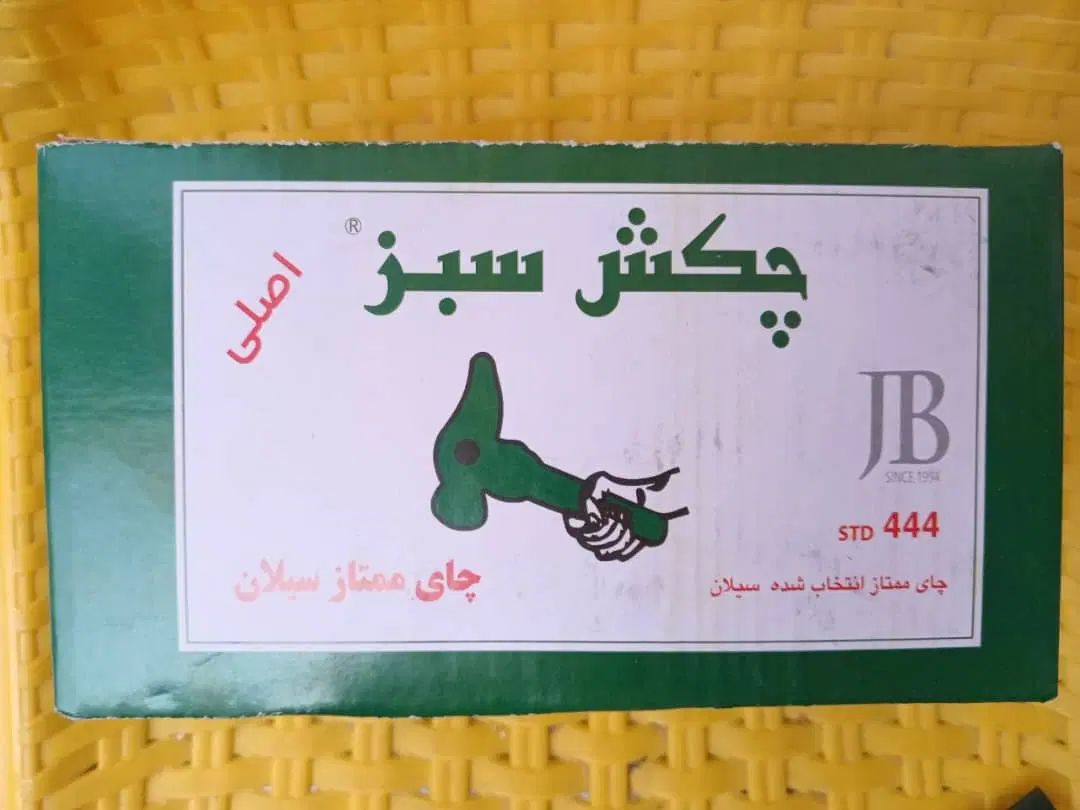 چکش سبز ®
اصلی
JB
SINCE 1994
STD 444
چای ممتاز سیلان
چای ممتاز انتخاب شده سیلان